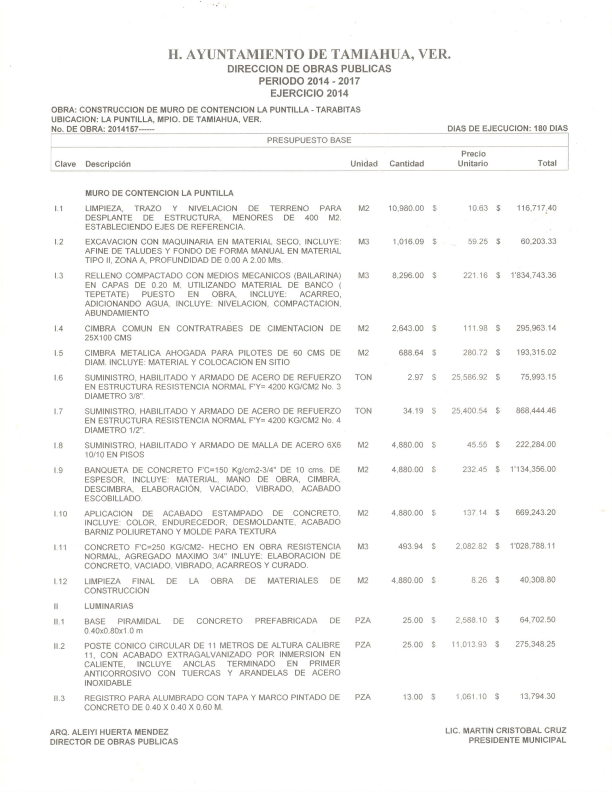 H. AYUNTAMIENTO DE TAMIAHUA, VER.
DIRECCION DE OBRAS PUBLICAS
PERIODO 2014 - 2017
EJERCICIO 2014
OBRA: CONSTRUCCION DE MURO DE CONTENCION LA PUNTILLA - TARABITAS
UBICACION: LA PUNTILLA, MPIO. DE TAMIAHUA, VER.
No. DE OBRA: 2014157------ DIAS DE EJECUCION: 180 DIAS
PRESUPUESTO BASE
Clave Descripción Unidad Cantidad Precio Unitario Total
MURO DE CONTENCION LA PUNTILLA
I.1 LIMPIEZA, TRAZO Y NIVELACION DE TERRENO PARA M2 10,980.00 $ 10.63 $ 116,717.40
DESPLANTE DE ESTRUCTURA, MENORES DE 400 M2.
ESTABLECIENDO EJES DE REFERENCIA.
I.2 EXCAVACION CON MAQUINARIA EN MATERIAL SECO, INCLUYE: M3 1,016.09 $ 59.25 $ 60,203.33
AFINE DE TALUDES Y FONDO DE FORMA MANUAL EN MATERIAL
TIPO II, ZONA A, PROFUNDIDAD DE 0.00 A 2.00 Mts.
I.3 RELLENO COMPACTADO CON MEDIOS MECANICOS (BAILARINA) M3 8,296.00 $ 221.16 $ 1'834,743.36
EN CAPAS DE 0.20 M, UTILIZANDO MATERIAL DE BANCO (
TEPETATE) PUESTO EN OBRA, INCLUYE: ACARREO,
ADICIONANDO AGUA, INCLUYE: NIVELACION, COMPACTACION,
ABUNDAMIENTO
I.4 CIMBRA COMUN EN CONTRATRABES DE CIMENTACION DE M2 2,643.00 $ 111.98 $ 295,963.14
25X100 CMS
I.5 CIMBRA METALICA AHOGADA PARA PILOTES DE 60 CMS DE M2 688.64 $ 280.72 $ 193,315.02
DIAM. INCLUYE: MATERIAL Y COLOCACION EN SITIO
I.6 SUMINISTRO, HABILITADO Y ARMADO DE ACERO DE REFUERZO TON 2.97 $ 25,586.92 $ 75,993.15
EN ESTRUCTURA RESISTENCIA NORMAL F'Y= 4200 KG/CM2 No. 3
DIAMETRO 3/8".
I.7 SUMINISTRO, HABILITADO Y ARMADO DE ACERO DE REFUERZO TON 34.19 $ 25,400.54 $ 868,444.46
EN ESTRUCTURA RESISTENCIA NORMAL F'Y= 4200 KG/CM2 No. 4
DIAMETRO 1/2".
I.8 SUMINISTRO, HABILITADO Y ARMADO DE MALLA DE ACERO 6X6 M2 4,880.00 $ 45.55 $ 222,284.00
10/10 EN PISOS
I.9 BANQUETA DE CONCRETO F'C=150 Kg/cm2-3/4" DE 10 cms. DE M2 4,880.00 $ 232.45 $ 1'134,356.00
ESPESOR, INCLUYE: MATERIAL, MANO DE OBRA, CIMBRA,
DESCIMBRA, ELABORACIÓN, VACIADO, VIBRADO, ACABADO
ESCOBILLADO.
I.10 APLICACION DE ACABADO ESTAMPADO DE CONCRETO, M2 4,880.00 $ 137.14 $ 669,243.20
INCLUYE: COLOR, ENDURECEDOR, DESMOLDANTE, ACABADO
BARNIZ POLIURETANO Y MOLDE PARA TEXTURA
I.11 CONCRETO F'C=250 KG/CM2- HECHO EN OBRA RESISTENCIA M3 493.94 $ 2,082.82 $ 1'028,788.11
NORMAL, AGREGADO MAXIMO 3/4" INLUYE: ELABORACION DE
CONCRETO, VACIADO, VIBRADO, ACARREOS Y CURADO.
I.12 LIMPIEZA FINAL DE LA OBRA DE MATERIALES DE M2 4,880.00 $ 8.26 $ 40,308.80
CONSTRUCCION
II LUMINARIAS
II.1 BASE PIRAMIDAL DE CONCRETO PREFABRICADA DE PZA 25.00 $ 2,588.10 $ 64,702.50
0.40x0.80x1.0 m
II.2 POSTE CONICO CIRCULAR DE 11 METROS DE ALTURA CALIBRE PZA 25.00 $ 11,013.93 $ 275,348.25
11, CON ACABADO EXTRAGALVANIZADO POR INMERSION EN
CALIENTE, INCLUYE ANCLAS TERMINADO EN PRIMER
ANTICORROSIVO CON TUERCAS Y ARANDELAS DE ACERO
INOXIDABLE
II.3 REGISTRO PARA ALUMBRADO CON TAPA Y MARCO PINTADO DE PZA 13.00 $ 1,061.10 $ 13,794.30
CONCRETO DE 0.40 X 0.40 X 0.60 M.
ARQ. ALEIYI HUERTA MENDEZ LIC. MARTIN CRISTOBAL CRUZ
DIRECTOR DE OBRAS PUBLICAS PRESIDENTE MUNICIPAL